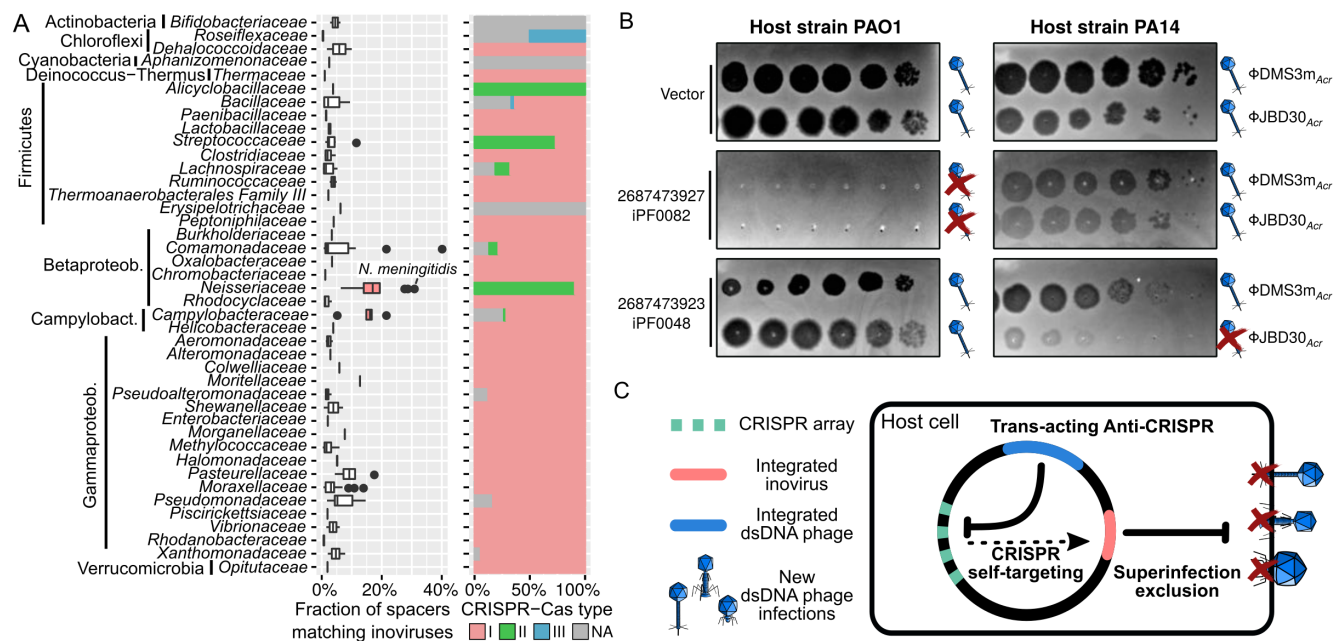 A
Actinobacteria
Bifidobacteriaceae
Chloroflexi
Roseiflexaceae
Dehalococcoidaceae
Cyanobacteria
Aphanizomenonaceae
Deinococcus−Thermus
Thermaceae
Firmicutes
Alicyclobacillaceae
Bacillaceae
Paenibacillaceae
Lactobacillaceae
Streptococcaceae
Clostridiaceae
Lachnospiraceae
Ruminococcaceae
Thermoanaerobacterales Family III
Erysipelotrichaceae
Peptoniphilaceae
Betaproteob.
Burkholderiaceae
Comamonadaceae
Oxalobacteraceae
Chromobacteriaceae
Neisseriaceae
Rhodocyclaceae
N. meningitidis
Campylobact.
Campylobacteraceae
Helicobacteraceae
Gammaproteob.
Aeromonadaceae
Alteromonadaceae
Colwelliaceae
Moritellaceae
Pseudoalteromonadaceae
Shewanellaceae
Enterobacteriaceae
Morganellaceae
Methylococcaceae
Halomonadaceae
Pasteurellaceae
Moraxellaceae
Pseudomonadaceae
Piscirickettsiaceae
Vibrionaceae
Rhodanobacteraceae
Xanthomonadaceae
Verrucomicrobia
Opitutaceae
0% 20% 40%
0% 50% 100%
Fraction of spacers
matching inoviruses
CRISPR−Cas type
I II III NA
B
Host strain PAO1
Host strain PA14
Vector
ΦDMS3mAcr
ΦJBD30Acr
2687473927
iPF0082
ΦDMS3mAcr
ΦJBD30Acr
2687473923
iPF0048
ΦDMS3mAcr
ΦJBD30Acr
C
CRISPR array
Integrated
inovirus
Integrated
dsDNA phage
New
dsDNA phage
infections
Host cell
Trans-acting Anti-CRISPR
CRISPR
self-targeting
Superinfection
exclusion